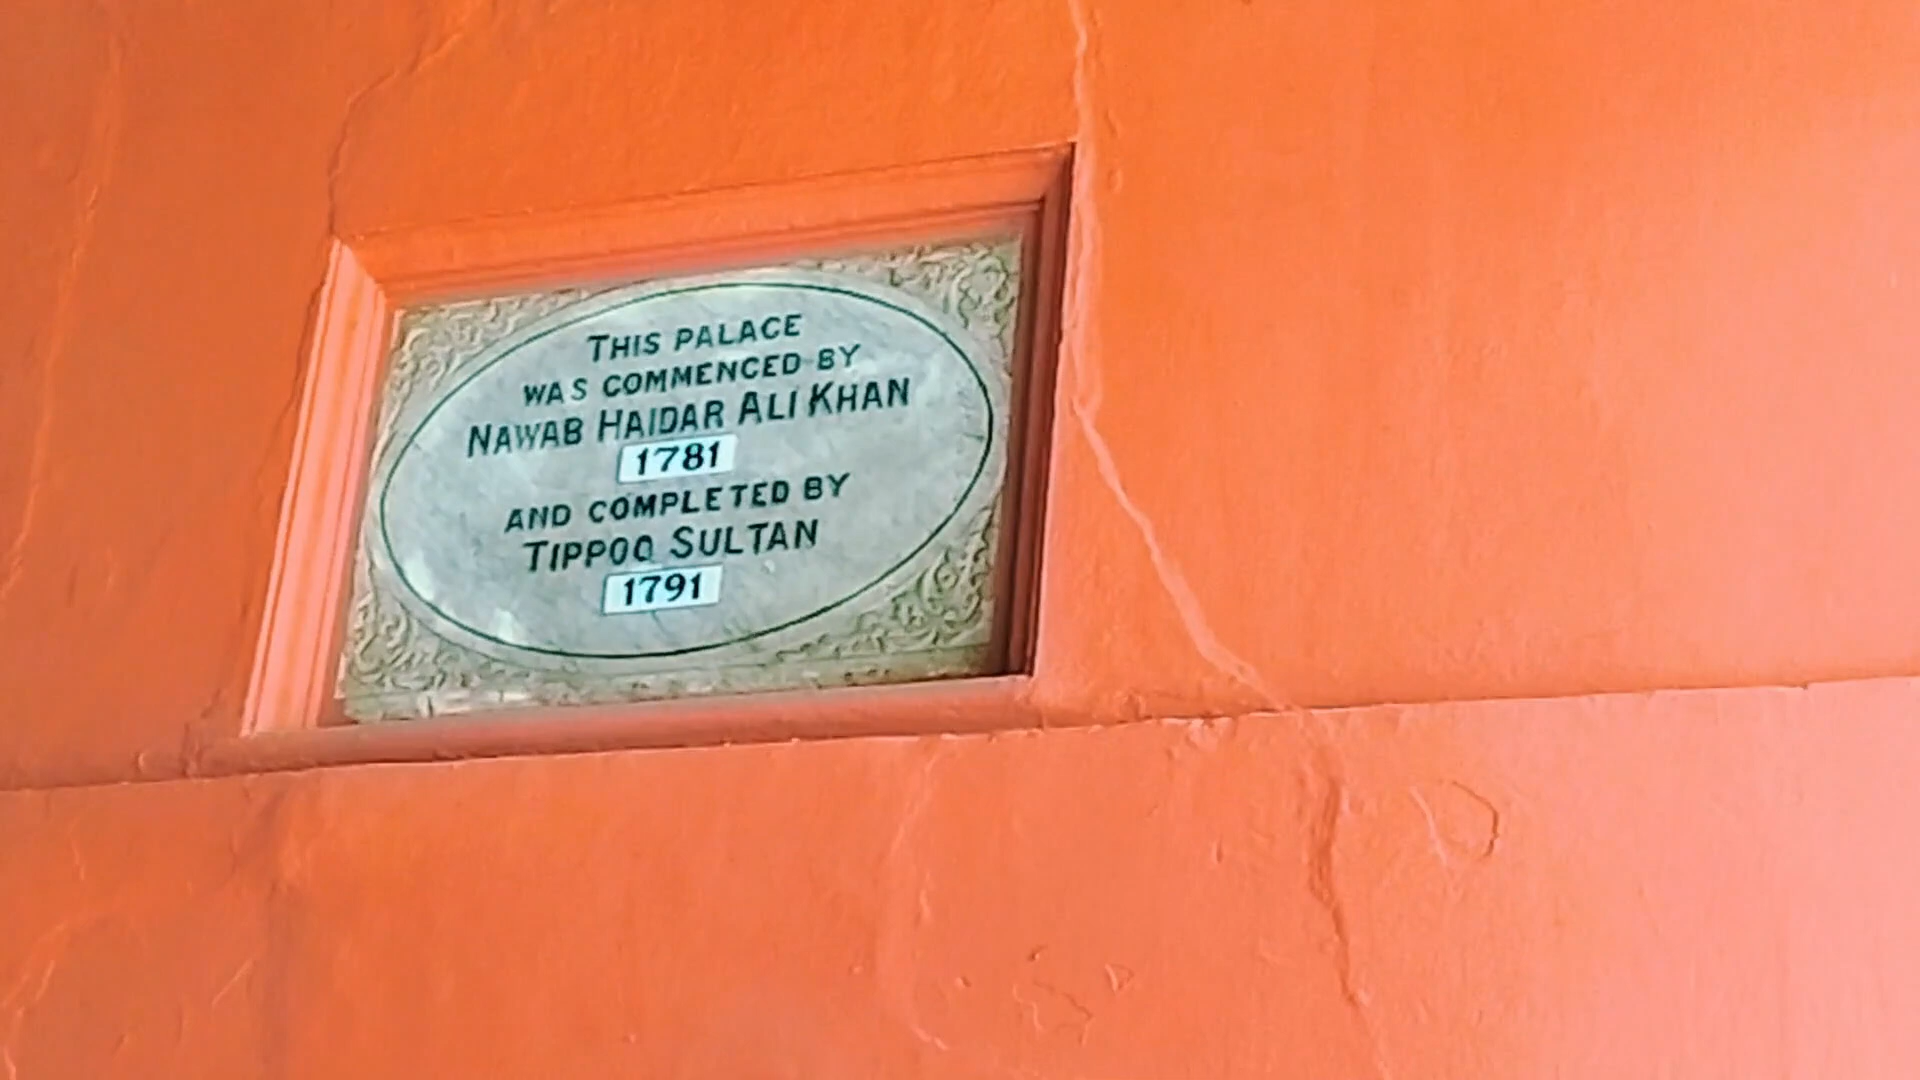 THIS PALACE
WAS COMMENCED BY
NAWAB HAIDAR ALI KHAN
1781
AND COMPLETED BY
TIPPOO SULTAN
1791